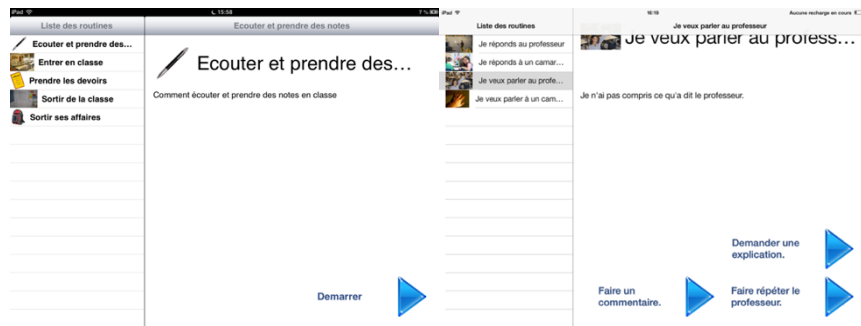 iPad
15:58
7 %
Liste des routines
Ecouter et prendre des notes
Ecouter et prendre des...
Entrer en classe
Prendre les devoirs
Sortir de la classe
Sortir ses affaires
Ecouter et prendre des...
Comment écouter et prendre des notes en classe
Demarrer
iPad
16:19
Aucune recharge en cours
Liste des routines
Je veux parler au professeur
Je réponds au professeur
Je réponds à un camar...
Je veux parler au profe...
Je veux parler à un cam...
Je veux parler au profess...
Je n'ai pas compris ce qu'a dit le professeur.
Demander une
explication.
Faire un
commentaire.
Faire répéter le
professeur.